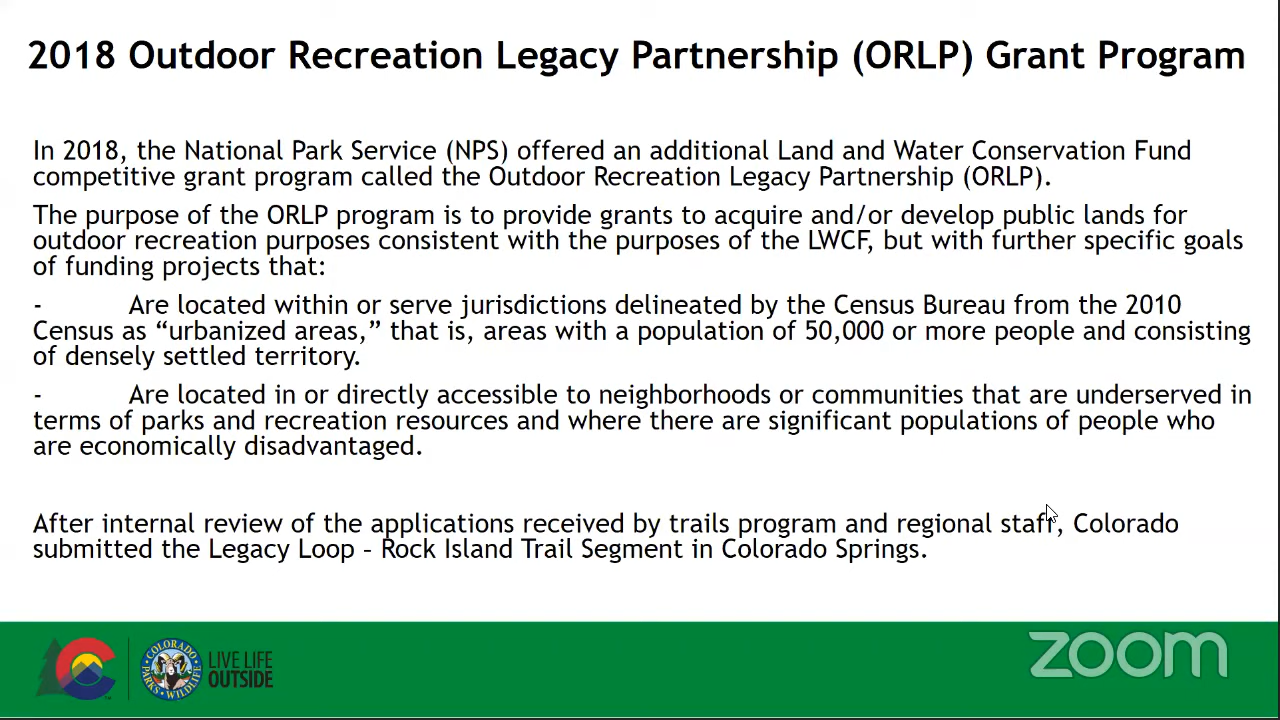 2018 Outdoor Recreation Legacy Partnership (ORLP) Grant Program
In 2018, the National Park Service (NPS) offered an additional Land and Water Conservation Fund
competitive grant program called the Outdoor Recreation Legacy Partnership (ORLP).
The purpose of the ORLP program is to provide grants to acquire and/or develop public lands for
outdoor recreation purposes consistent with the purposes of the LWCF, but with further specific goals
of funding projects that:
- Are located within or serve jurisdictions delineated by the Census Bureau from the 2010
Census as “urbanized areas,” that is, areas with a population of 50,000 or more people and consisting
of densely settled territory.
- Are located in or directly accessible to neighborhoods or communities that are underserved in
terms of parks and recreation resources and where there are significant populations of people who
are economically disadvantaged.
After internal review of the applications received by trails program and regional staff, Colorado
submitted the Legacy Loop – Rock Island Trail Segment in Colorado Springs.
COLORADO
PARKS & WILDLIFE
LIVE LIFE
OUTSIDE
zoom